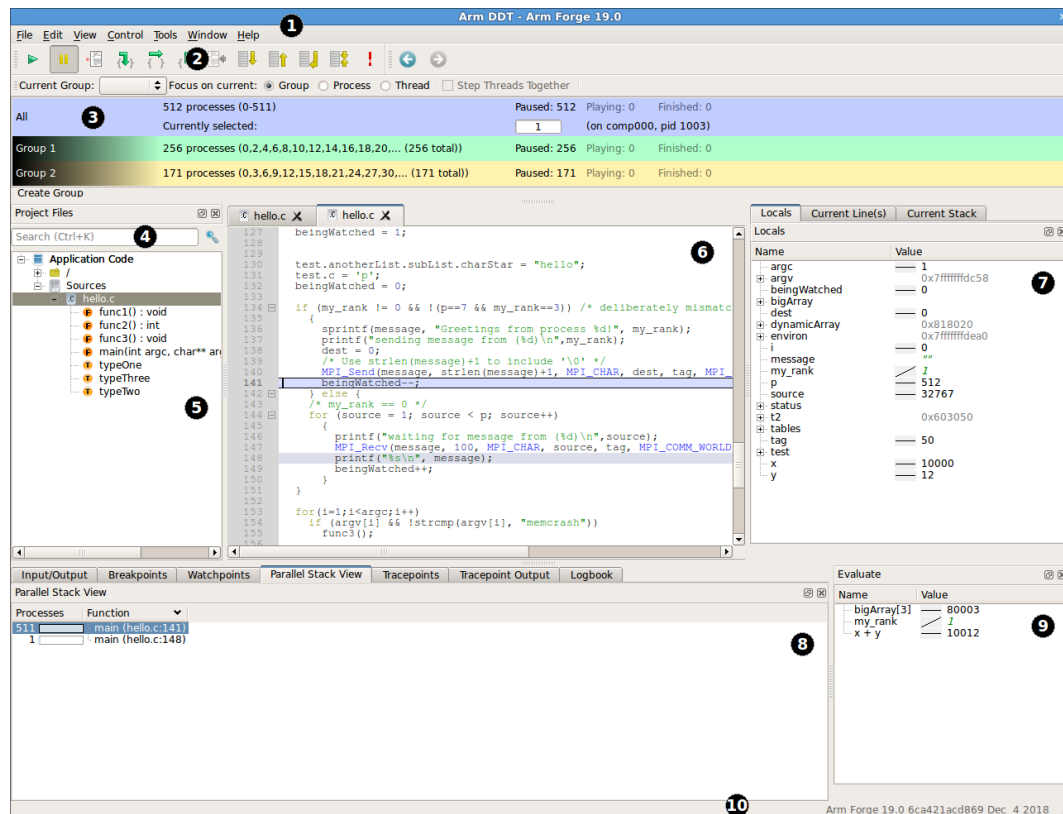 Arm DDT - Arm Forge 19.0
1
File Edit View Control Tools Window Help
2
Current Group: Focus on current: Group Process Thread Step Threads Together
All
3
512 processes (0-511) Paused: 512 Playing: 0 Finished: 0
Currently selected: 1 (on comp000, pid 1003)
Group 1 256 processes (0,2,4,6,8,10,12,14,16,18,20,... (256 total)) Paused: 256 Playing: 0 Finished: 0
Group 2 171 processes (0,3,6,9,12,15,18,21,24,27,30,... (171 total)) Paused: 171 Playing: 0 Finished: 0
Create Group
Project Files
Search (Ctrl+K)
4
Application Code
/
Sources
hello.c
func1() : void
func2() : int
func3() : void
main(int argc, char** ar
typeOne
typeThree
typeTwo
5
hello.c hello.c
6
127 beingWatched = 1;
128
129
130 test.anotherList.subList.charStar = "hello";
131 test.c = 'p';
132 beingWatched = 0;
133
134 if (my_rank != 0 && !(p==7 && my_rank==3)) /* deliberately mismatc
135 {
136 sprintf(message, "Greetings from process %d!", my_rank);
137 printf("sending message from (%d)\n",my_rank);
138 dest = 0;
139 /* Use strlen(message)+1 to include '\0' */
140 MPI_Send(message, strlen(message)+1, MPI_CHAR, dest, tag, MPI_
141 beingWatched--;
142 } else {
143 /* my_rank == 0 */
144 for (source = 1; source < p; source++)
145 {
146 printf("waiting for message from (%d)\n",source);
147 MPI_Recv(message, 100, MPI_CHAR, source, tag, MPI_COMM_WORLD
148 printf("%s\n", message);
149 beingWatched++;
150 }
151 }
152
153 for(i=1;i<argc;i++)
154 if (argv[i] && !strcmp(argv[i], "memcrash"))
155 func3();
156
Locals Current Line(s) Current Stack
Locals
Name Value
argc 1
argv 0x7fffffffdc58
7
beingWatched 0
bigArray
dest 0
dynamicArray 0x818020
environ 0x7fffffffdea0
i 0
message ""
my_rank 1
p 512
source 32767
status
t2 0x603050
tables
tag 50
test
x 10000
y 12
Input/Output Breakpoints Watchpoints Parallel Stack View Tracepoints Tracepoint Output Logbook
Parallel Stack View
Processes Function
511 main (hello.c:141)
1 main (hello.c:148)
8
Evaluate
Name Value
bigArray[3] 80003
my_rank 1
x + y 10012
9
10
Arm Forge 19.0 6ca421acd869 Dec 4 2018